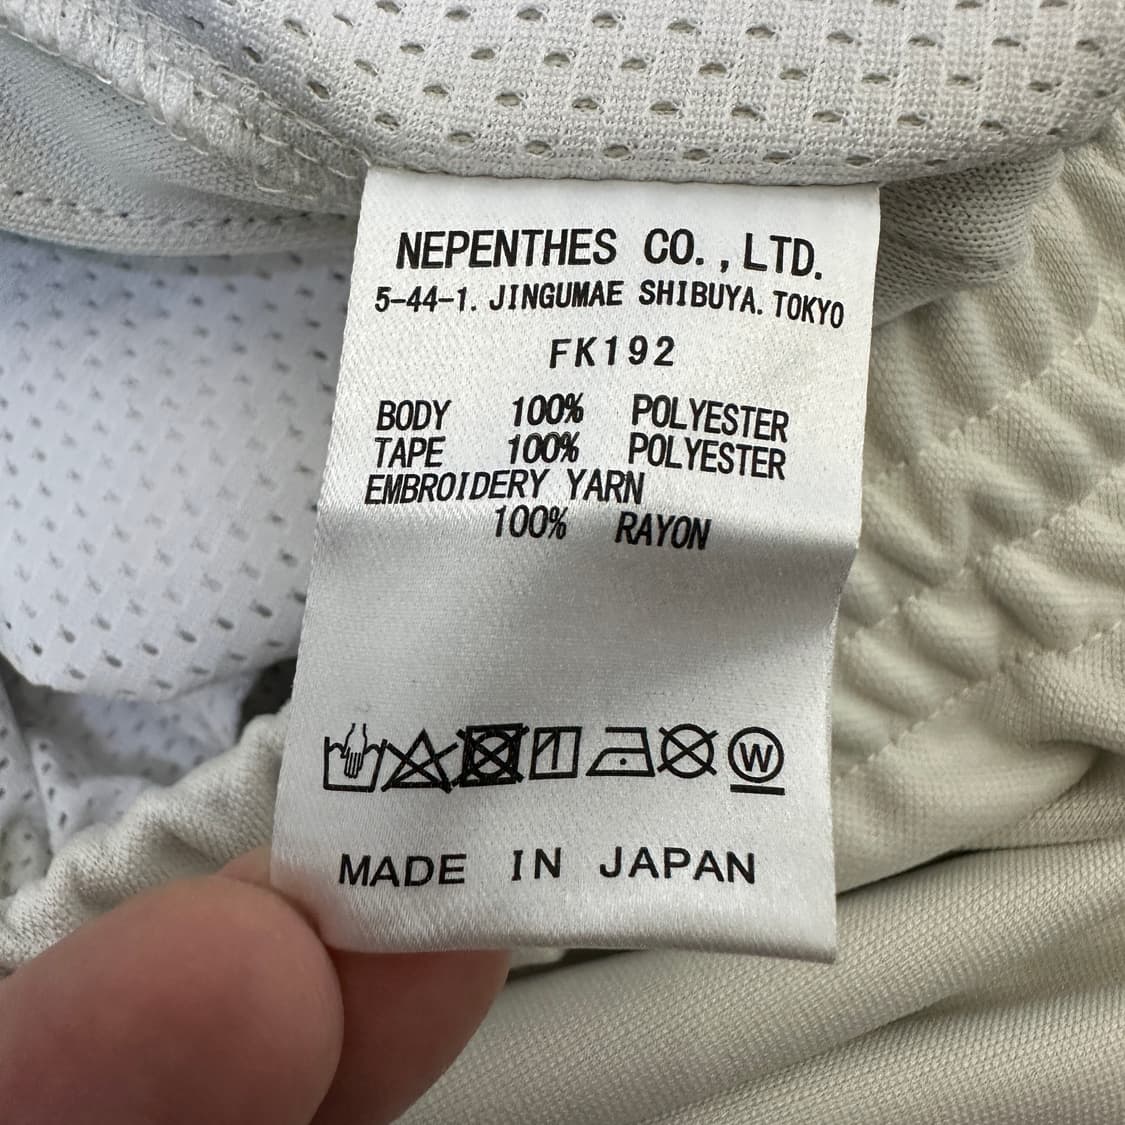 NEPENTHES CO.,LTD.
5-44-1. JINGUMAE SHIBUYA. TOKYO
FK192
BODY 100% POLYESTER
TAPE 100% POLYESTER
EMBROIDERY YARN
100% RAYON
W
MADE IN JAPAN